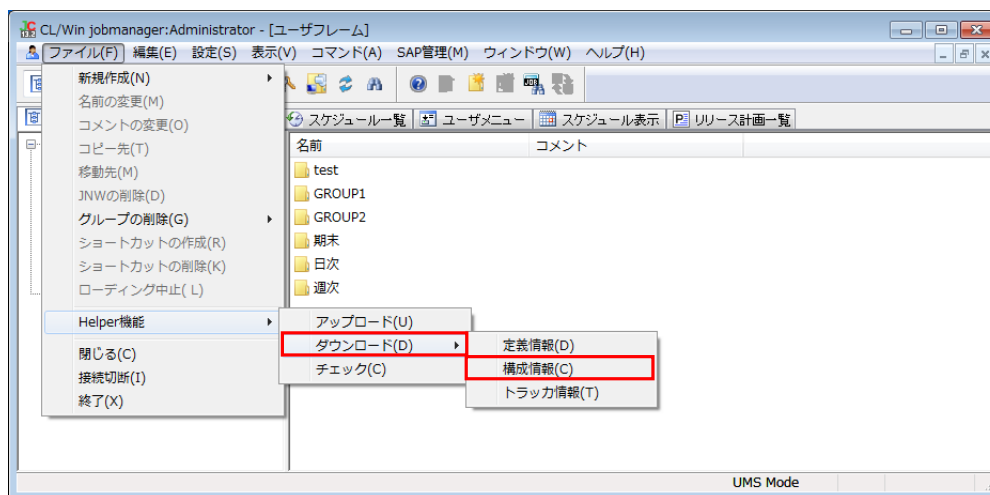 CL/Win jobmanager:Administrator - [ユーザフレーム]
ファイル(F) 編集(E) 設定(S) 表示(V) コマンド(A) SAP管理(M) ウィンドウ(W) ヘルプ(H)
新規作成(N)
名前の変更(M)
コメントの変更(O)
コピー先(T)
移動先(M)
JNWの削除(D)
グループの削除(G)
ショートカットの作成(R)
ショートカットの削除(K)
ローディング中止( L)
Helper機能
閉じる(C)
接続切断(I)
終了(X)
スケジュール一覧 ユーザメニュー スケジュール表示 リリース計画一覧
名前 コメント
test
GROUP1
GROUP2
期末
日次
週次
アップロード(U)
ダウンロード(D)
チェック(C)
定義情報(D)
構成情報(C)
トラッカ情報(T)
UMS Mode